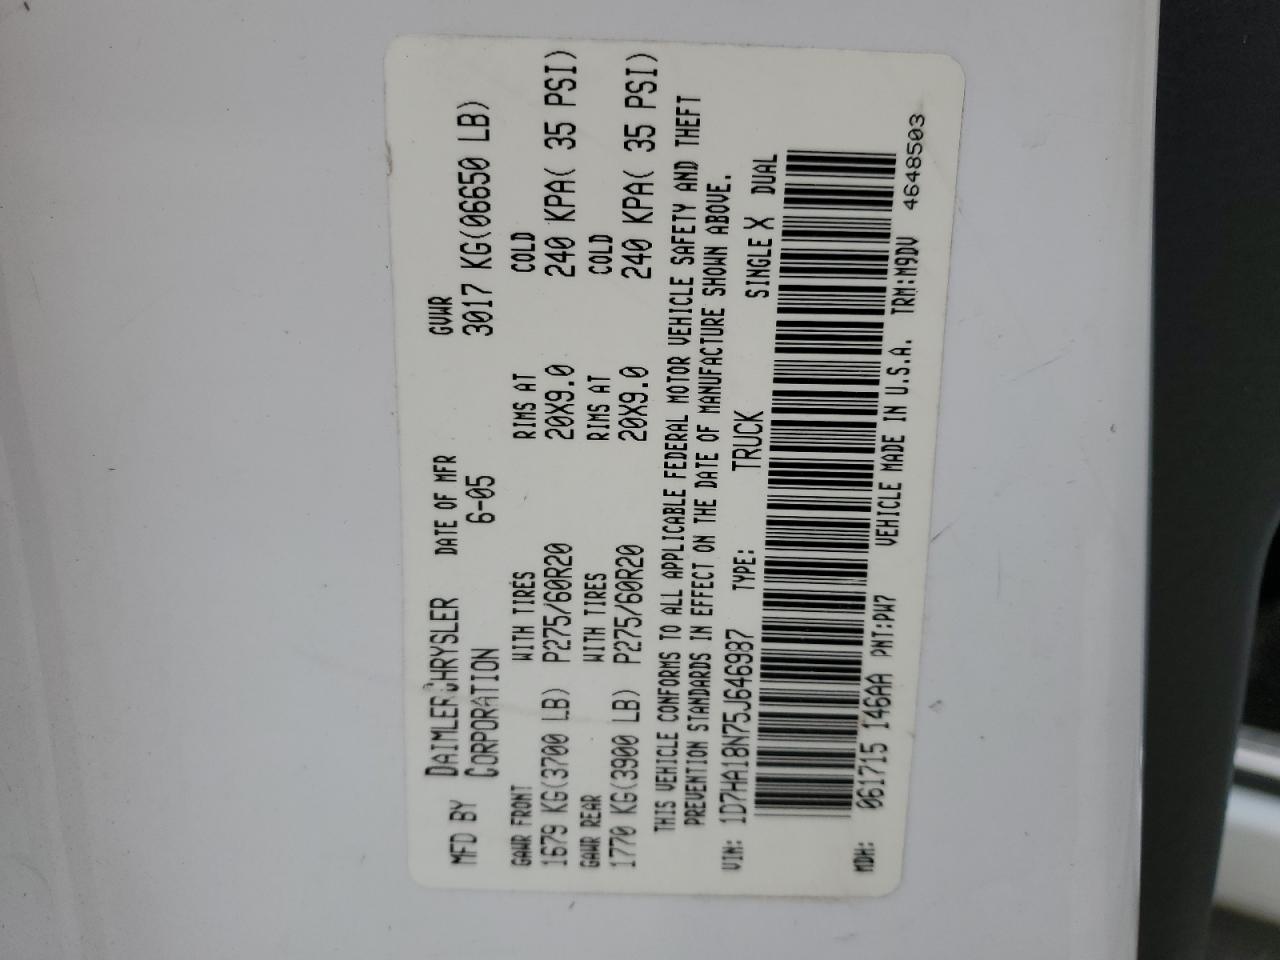 MFD BY DAIMLERCHRYSLER DATE OF MFR GVWR
CORPORATION 6-05 3017 KG(06650 LB)
GAWR FRONT WITH TIRES RIMS AT COLD
1679 KG(3700 LB) P275/60R20 20X9.0 240 KPA( 35 PSI)
GAWR REAR WITH TIRES RIMS AT COLD
1770 KG(3900 LB) P275/60R20 20X9.0 240 KPA( 35 PSI)
THIS VEHICLE CONFORMS TO ALL APPLICABLE FEDERAL MOTOR VEHICLE SAFETY AND THEFT
PREVENTION STANDARDS IN EFFECT ON THE DATE OF MANUFACTURE SHOWN ABOVE.
VIN: 1D7HA18N75J646987 TYPE: TRUCK SINGLE X DUAL
MDH: 061715 146AA PNT:PW7 VEHICLE MADE IN U.S.A. TRM:M9DV 4648503